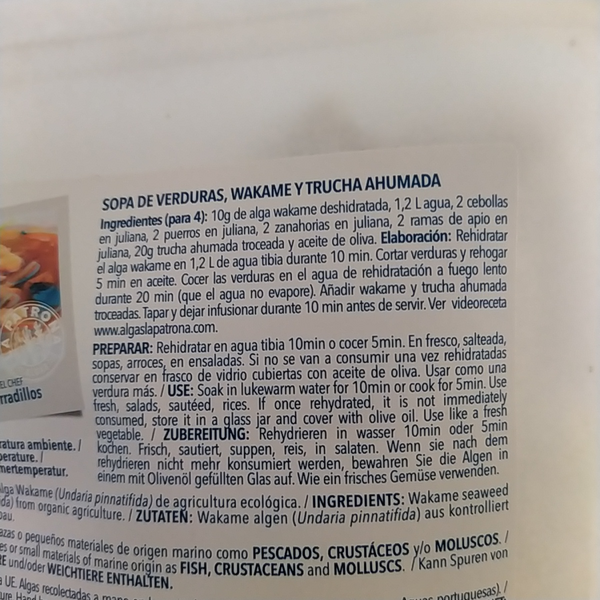 SOPA DE VERDURAS, WAKAME Y TRUCHA AHUMADA
Ingredientes (para 4): 10g de alga wakame deshidratada, 1,2 L agua, 2 cebollas
en juliana, 2 puerros en juliana, 2 zanahorias en juliana, 2 ramas de apio en
juliana, 20g trucha ahumada troceada y aceite de oliva. Elaboración: Rehidratar
el alga wakame en 1,2 L de agua tibia durante 10 min. Cortar verduras y rehogar
5 min en aceite. Cocer las verduras en el agua de rehidratación a fuego lento
durante 20 min (que el agua no evapore). Añadir wakame y trucha ahumada
troceadas. Tapar y dejar infusionar durante 10 min antes de servir. Ver videoreceta
www.algaslapatrona.com.
PREPARAR: Rehidratar en agua tibia 10min o cocer 5min. En fresco, salteada,
sopas, arroces, en ensaladas. Si no se van a consumir una vez rehidratadas
conservar en frasco de vidrio cubiertas con aceite de oliva. Usar como una
verdura más. / USE: Soak in lukewarm water for 10min or cook for 5min. Use
fresh, salads, sautéed, rices. If once rehydrated, it is not immediately
consumed, store it in a glass jar and cover with olive oil. Use like a fresh
vegetable. / ZUBEREITUNG: Rehydrieren in wasser 10min oder 5min
kochen. Frisch, sautiert, suppen, reis, in salaten. Wenn sie nach dem
rehydrieren nicht mehr konsumiert werden, bewahren Sie die Algen in
einem mit Olivenöl gefüllten Glas auf. Wie ein frisches Gemüse verwenden.
EL CHEF
rradillos
ratura ambiente. /
perature. /
mertemperatur.
lga Wakame (Undaria pinnatifida) de agricultura ecológica. / INGREDIENTS: Wakame seaweed
da) from organic agriculture. / ZUTATEN: Wakame algen (Undaria pinnatifida) aus kontrolliert
bau.
azas o pequeños materiales de origen marino como PESCADOS, CRUSTÁCEOS y/o MOLUSCOS. /
es or small materials of marine origin as FISH, CRUSTACEANS and MOLLUSCS. / Kann Spuren von
RE und/oder WEICHTIERE ENTHALTEN.
a UE. Algas recolectadas a mano
portuguesas). /